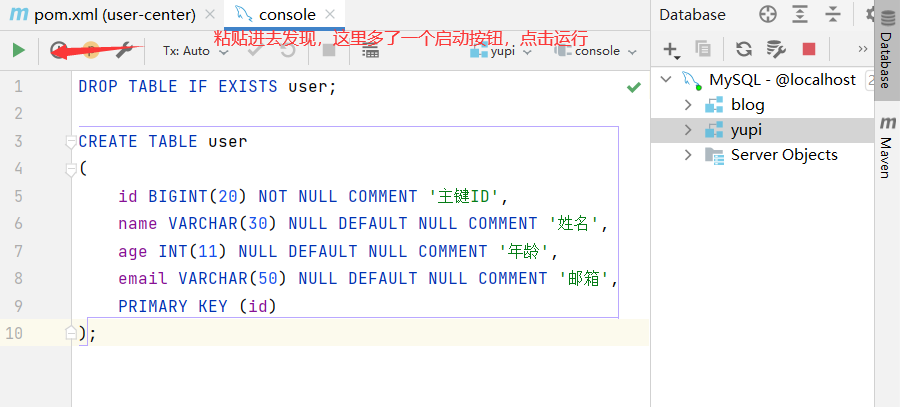 pom.xml (user-center)
console
Database
粘贴进去发现，这里多了一个启动按钮，点击运行
Tx: Auto
yupi
console
MySQL - @localhost
2
blog
yupi
Server Objects
Database
Maven
1 DROP TABLE IF EXISTS user;
2
3 CREATE TABLE user
4 (
5 id BIGINT(20) NOT NULL COMMENT '主键ID',
6 name VARCHAR(30) NULL DEFAULT NULL COMMENT '姓名',
7 age INT(11) NULL DEFAULT NULL COMMENT '年龄',
8 email VARCHAR(50) NULL DEFAULT NULL COMMENT '邮箱',
9 PRIMARY KEY (id)
10 );